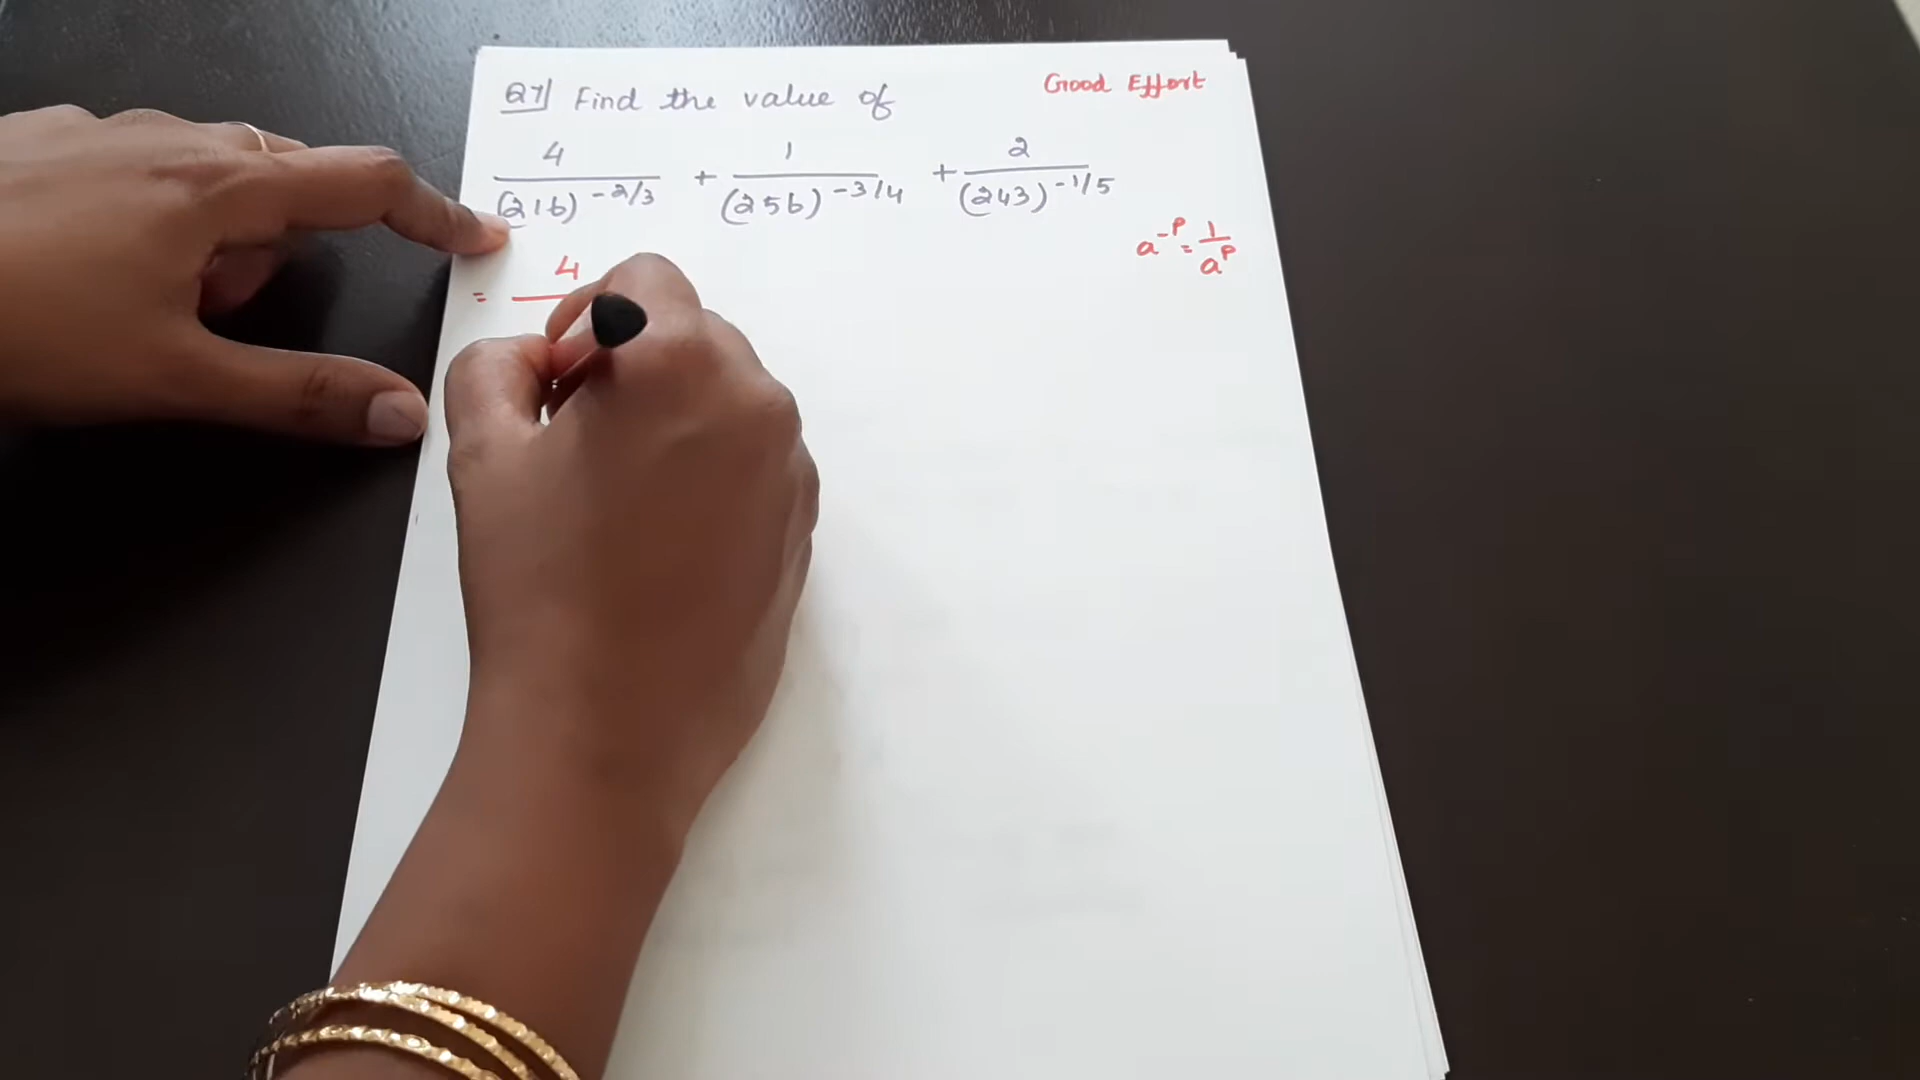 Q7| Find the value of
Good Effort
4/(216)^-2/3 + 1/(256)^-3/4 + 2/(243)^-1/5
a^-P = 1/a^P
= 4